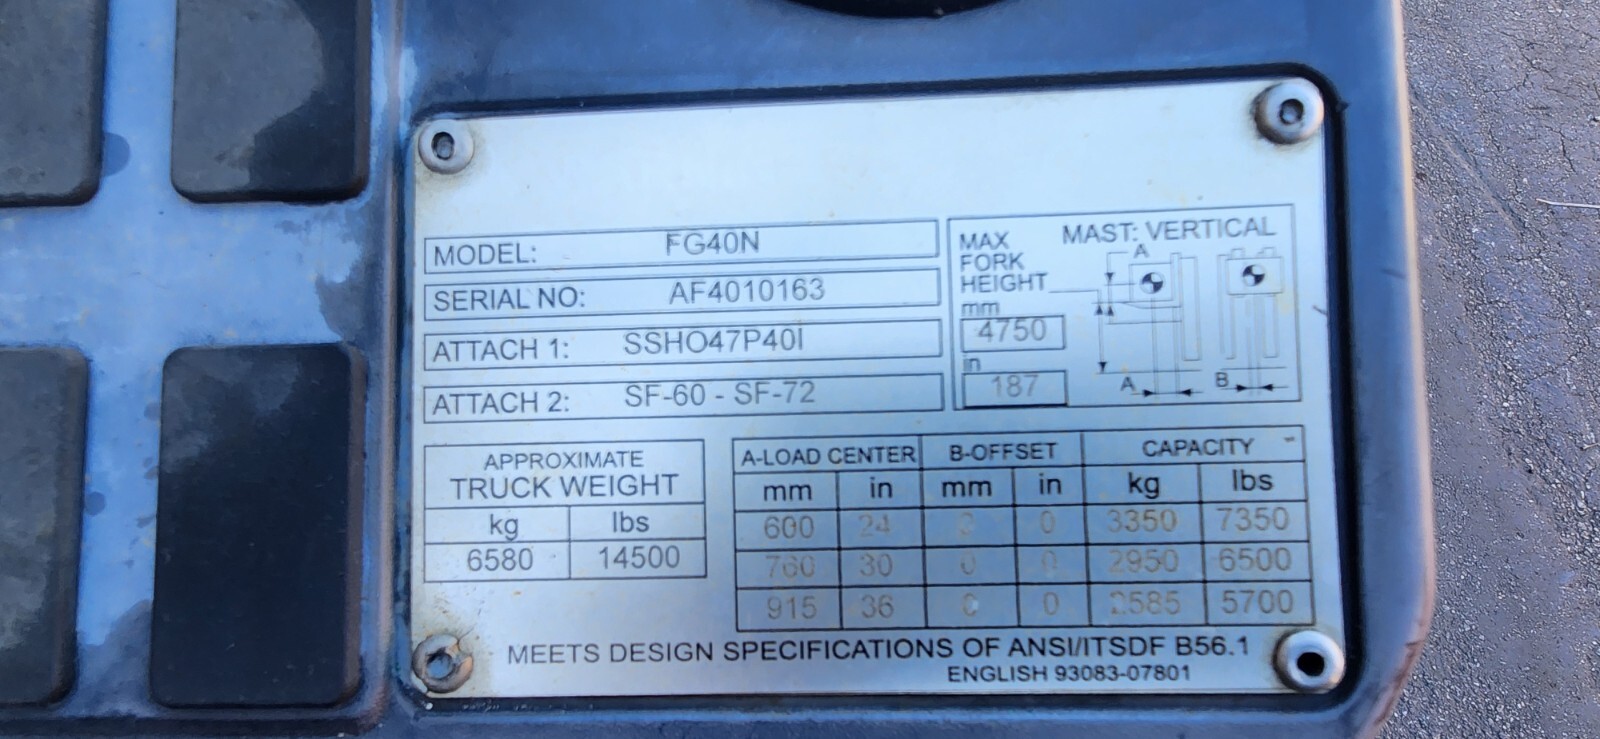 MODEL: FG40N
SERIAL NO: AF4010163
ATTACH 1: SSHO47P40I
ATTACH 2: SF-60 - SF-72
MAX FORK HEIGHT
MAST: VERTICAL
A
mm
4750
in
187
A B
APPROXIMATE
TRUCK WEIGHT
kg lbs
6580 14500
A-LOAD CENTER B-OFFSET CAPACITY
mm in mm in kg lbs
600 24 0 0 3350 7350
760 30 0 0 2950 6500
915 36 0 0 2585 5700
MEETS DESIGN SPECIFICATIONS OF ANSI/ITSDF B56.1
ENGLISH 93083-07801